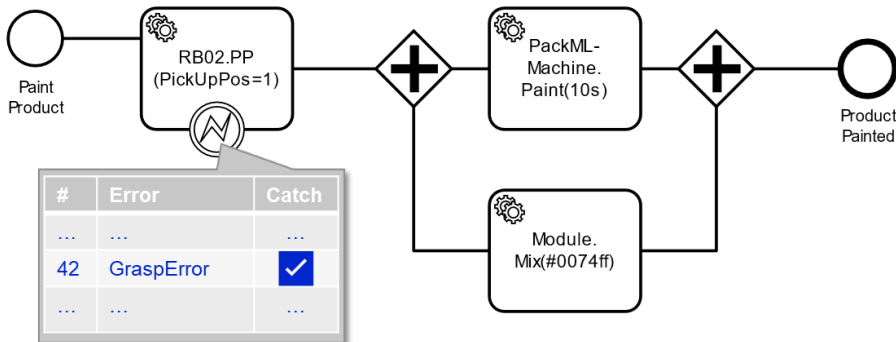 Paint
Product
RB02.PP
(PickUpPos=1)
PackML-
Machine.
Paint(10s)
Product
Painted
Module.
Mix(#0074ff)
# Error Catch
... ... ...
42 GraspError
... ... ...